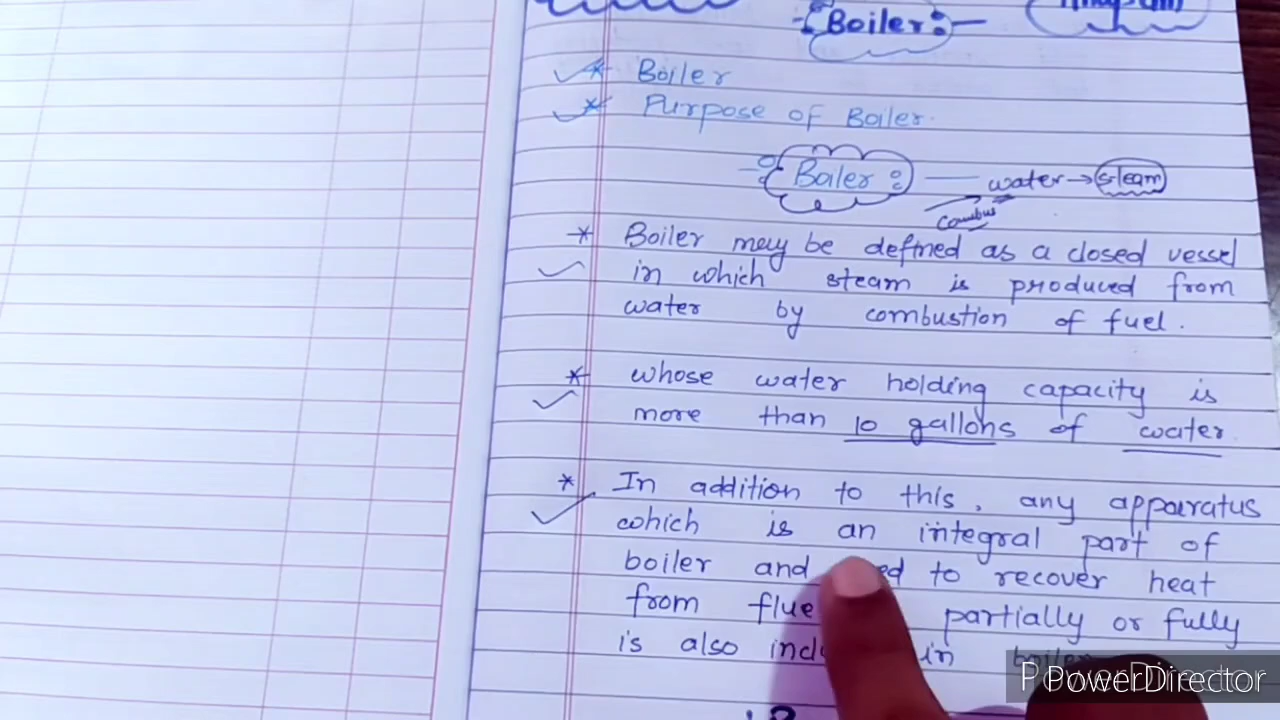 Boiler:
* Boiler
* Purpose of Boiler.
Boiler : — water → steam
* Boiler may be defined as a closed vessel
in which steam is produced from
water by combustion of fuel.
* whose water holding capacity is
more than 10 gallons of water
* In addition to this, any apparatus
which is an integral part of
boiler and to recover heat
from flue partially or fully
is also in boiler
PowerDirector